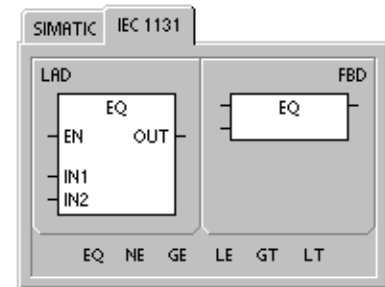 SIMATIC IEC 1131
LAD FBD
EQ EQ
EN OUT
IN1
IN2
EQ NE GE LE GT LT